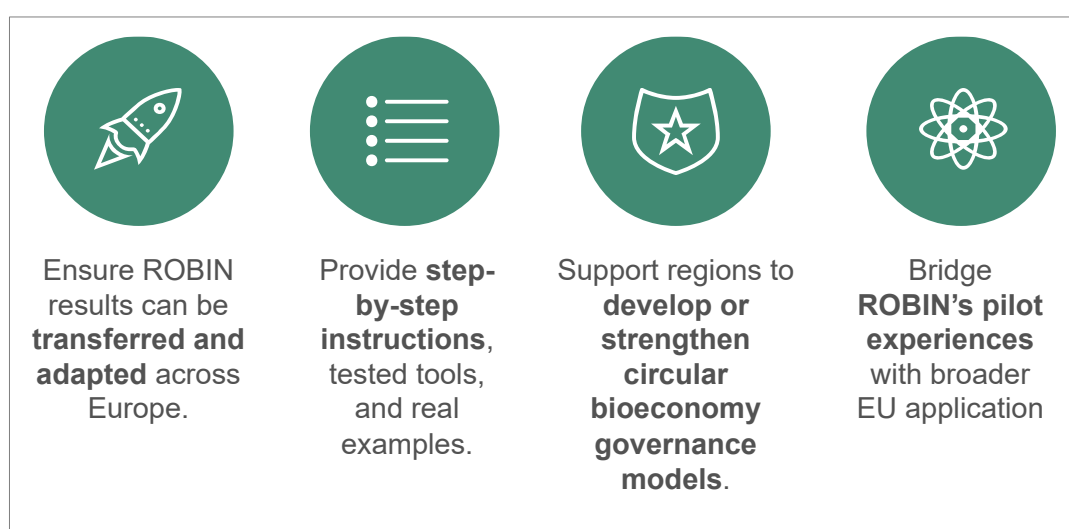 Ensure ROBIN
results can be
transferred and
adapted across
Europe.
Provide step-
by-step
instructions,
tested tools,
and real
examples.
Support regions to
develop or
strengthen
circular
bioeconomy
governance
models.
Bridge
ROBIN’s pilot
experiences
with broader
EU application